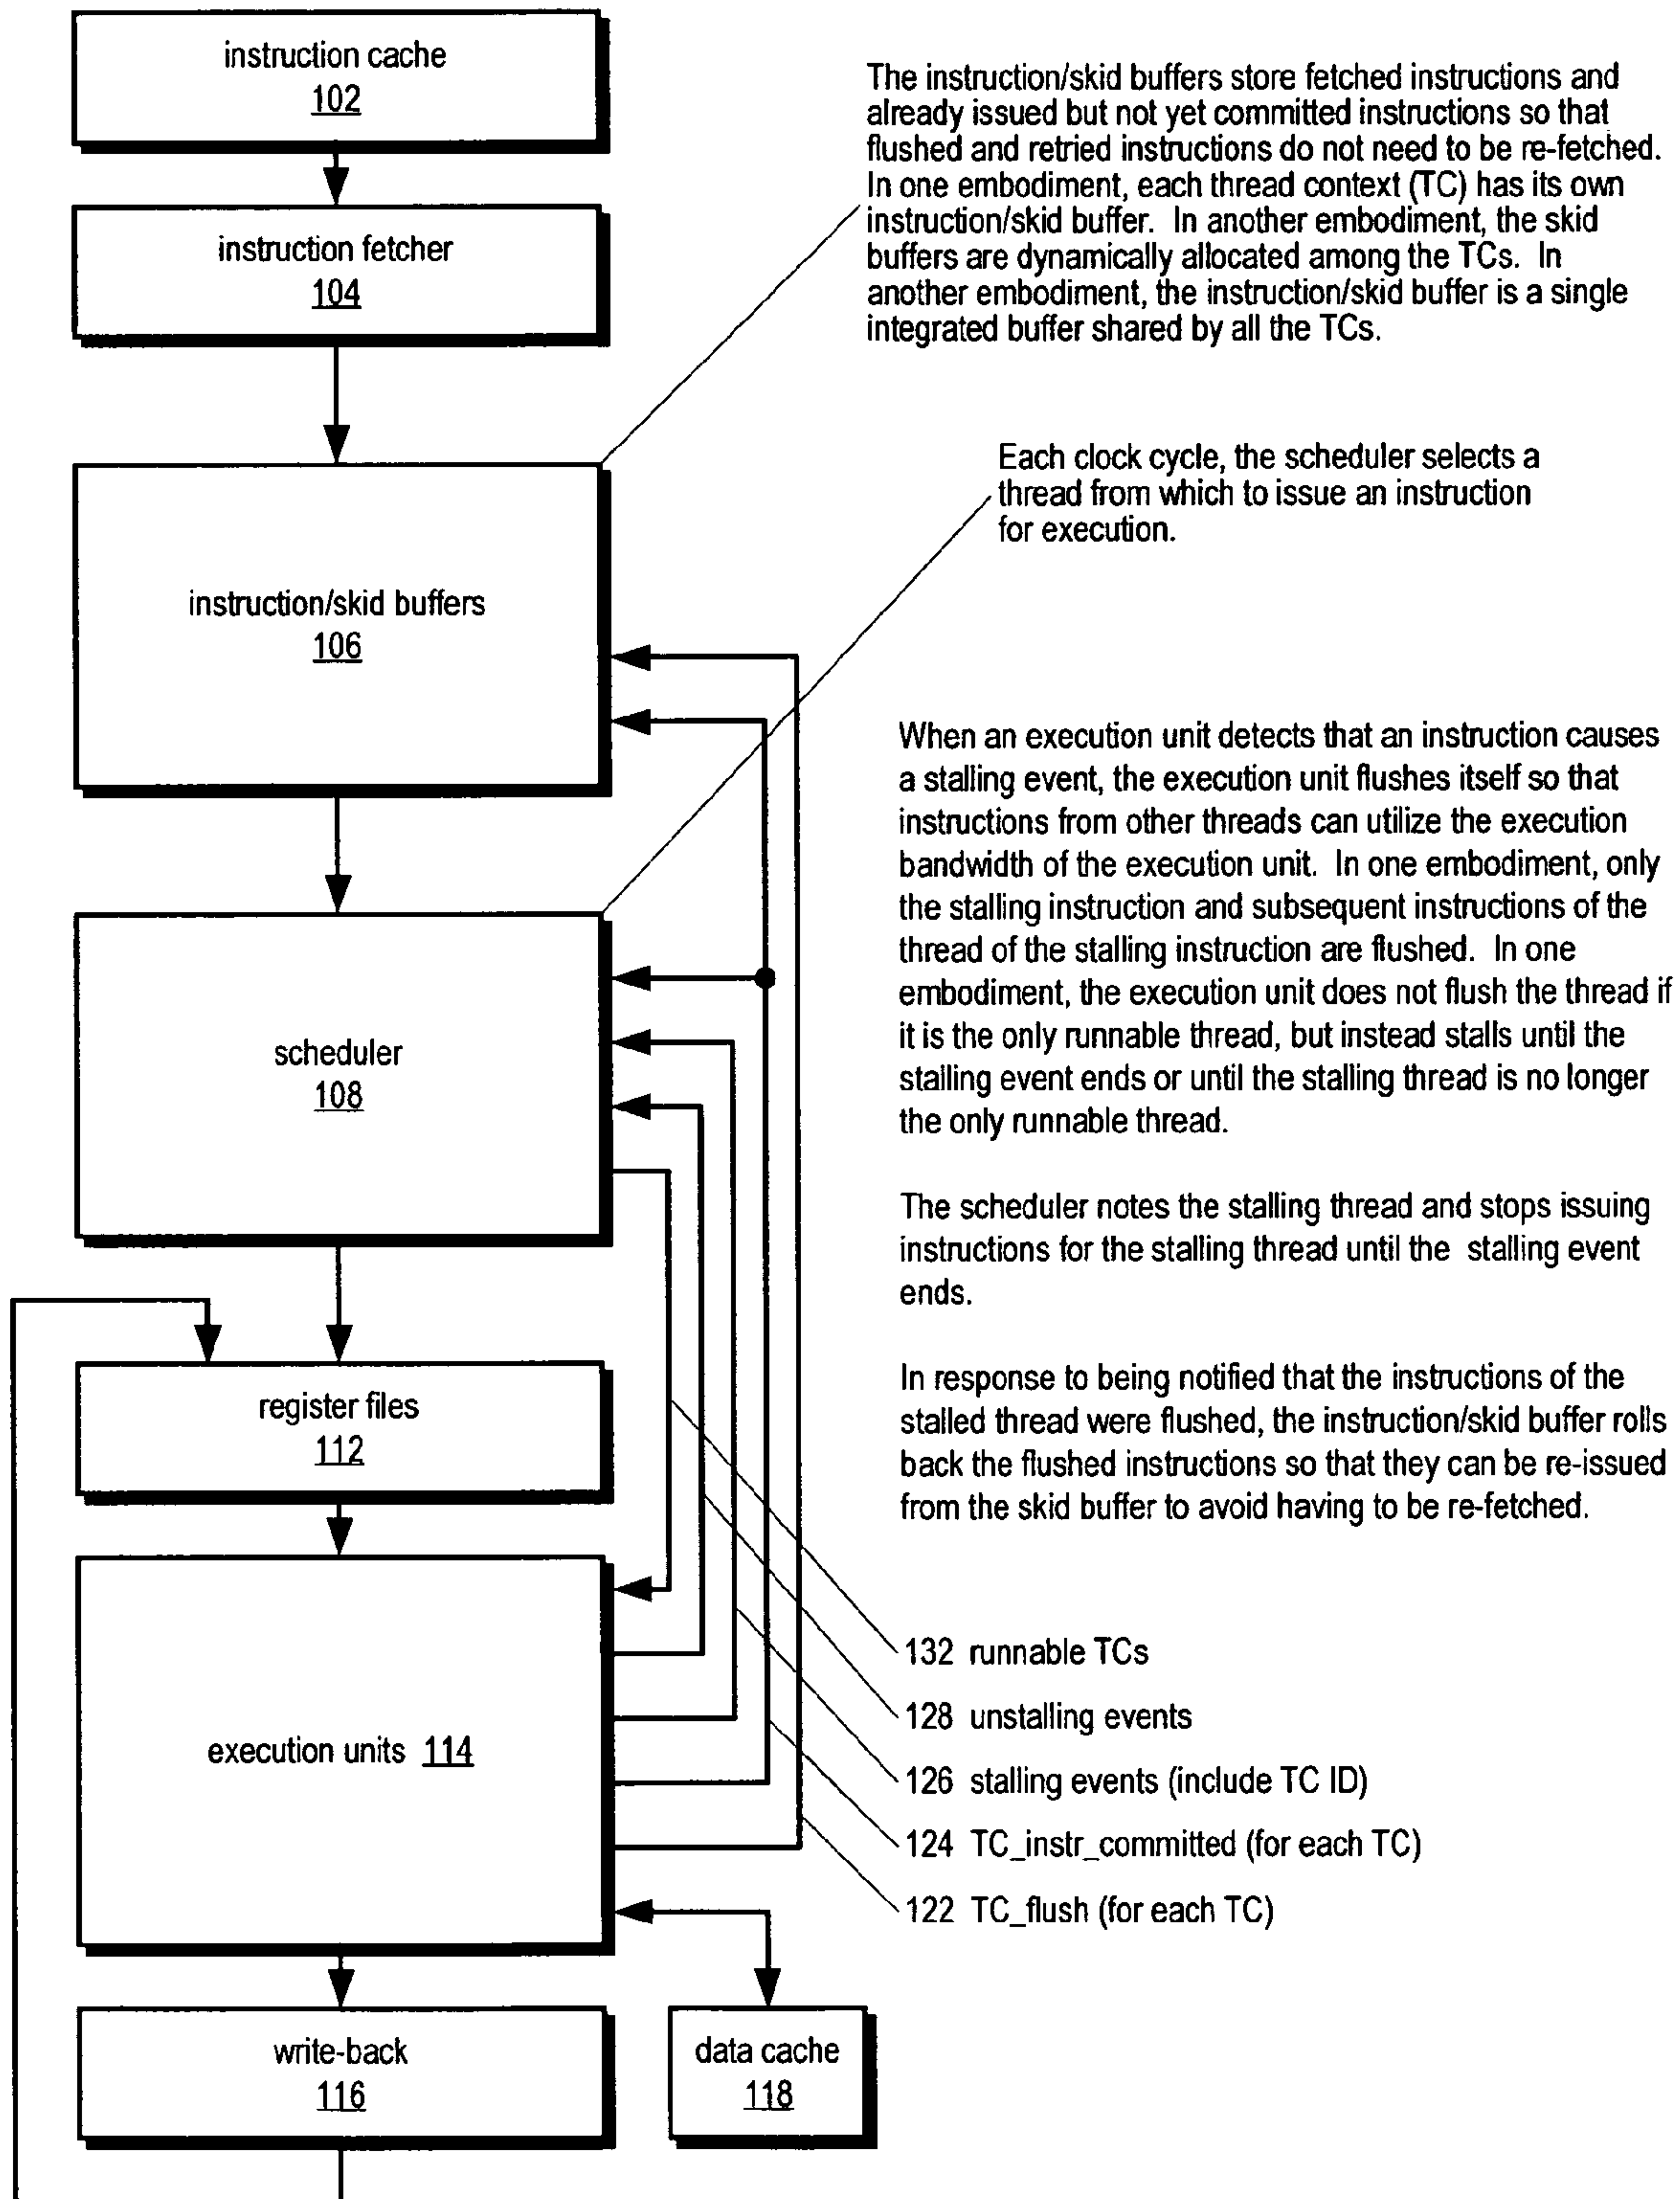 instruction cache
102
The instruction/skid buffers store fetched instructions and
already issued but not yet committed instructions so that
flushed and retried instructions do not need to be re-fetched.
In one embodiment, each thread context (TC) has its own
instruction/skid buffer.  In another embodiment, the skid
buffers are dynamically allocated among the TCs.  In
another embodiment, the instruction/skid buffer is a single
integrated buffer shared by all the TCs.
instruction fetcher
104
Each clock cycle, the scheduler selects a
thread from which to issue an instruction
for execution.
instruction/skid buffers
106
When an execution unit detects that an instruction causes
a stalling event, the execution unit flushes itself so that
instructions from other threads can utilize the execution
bandwidth of the execution unit.  In one embodiment, only
the stalling instruction and subsequent instructions of the
thread of the stalling instruction are flushed.  In one
embodiment, the execution unit does not flush the thread if
it is the only runnable thread, but instead stalls until the
stalling event ends or until the stalling thread is no longer
the only runnable thread.
scheduler
108
The scheduler notes the stalling thread and stops issuing
instructions for the stalling thread until the  stalling event
ends.
In response to being notified that the instructions of the
stalled thread were flushed, the instruction/skid buffer rolls
back the flushed instructions so that they can be re-issued
from the skid buffer to avoid having to be re-fetched.
register files
112
execution units 114
132 runnable TCs
128 unstalling events
126 stalling events (include TC ID)
124 TC_instr_committed (for each TC)
122 TC_flush (for each TC)
write-back
116
data cache
118